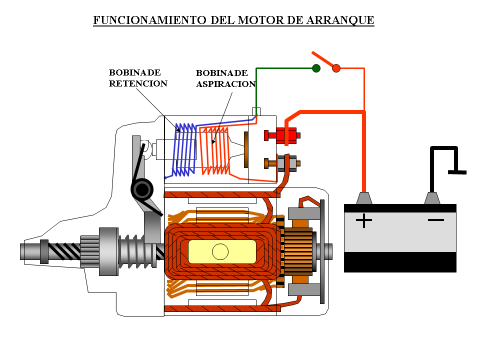 FUNCIONAMIENTO DEL MOTOR DE ARRANQUE
BOBINA DE
RETENCION
BOBINA DE
ASPIRACION
+ −